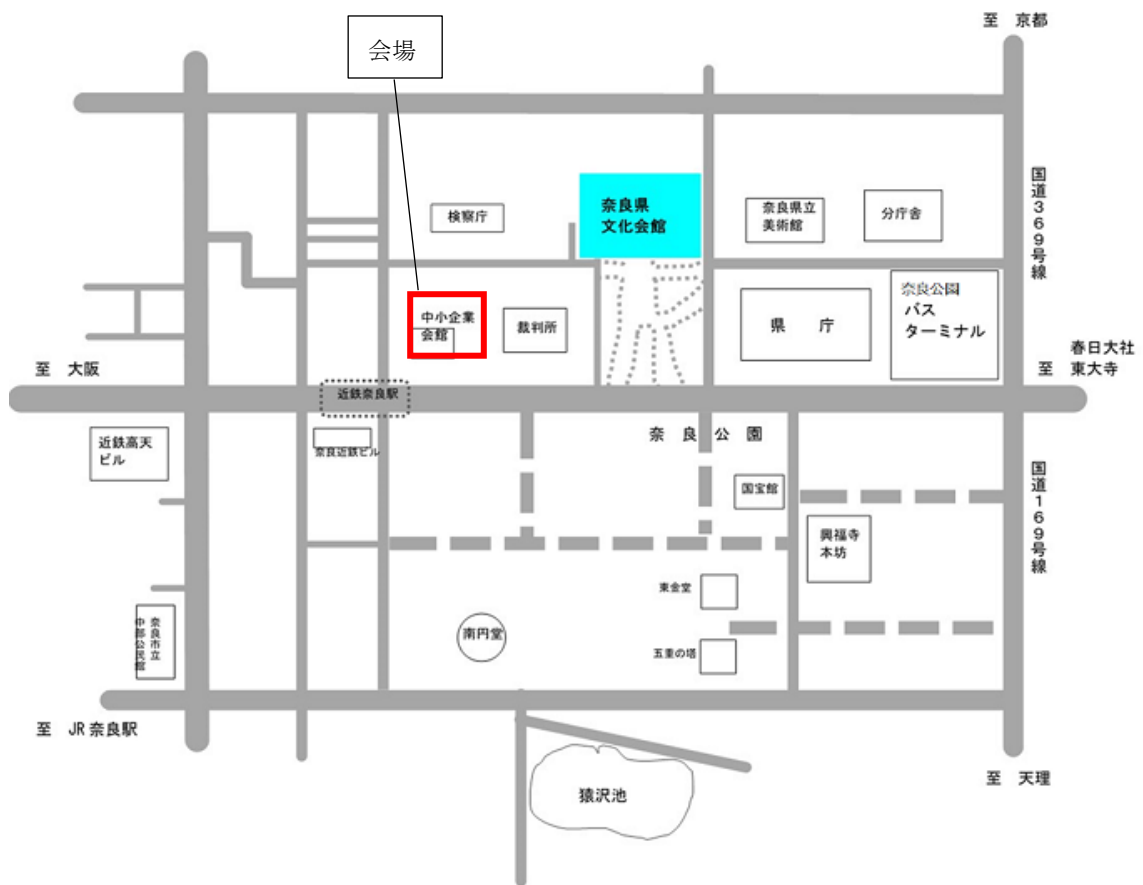 至 京都
会場
国道369号線
奈良県
文化会館
検察庁
奈良県立
美術館
分庁舎
中小企業
会館
裁判所
県 庁
奈良公園
バス
ターミナル
春日大社
至 東大寺
至 大阪
近鉄奈良駅
近鉄高天
ビル
奈良近鉄ビル
奈 良 公 園
国宝館
国道169号線
興福寺
本坊
東金堂
南円堂
五重の塔
奈良市立
中部公民館
至 JR奈良駅
至 天理
猿沢池